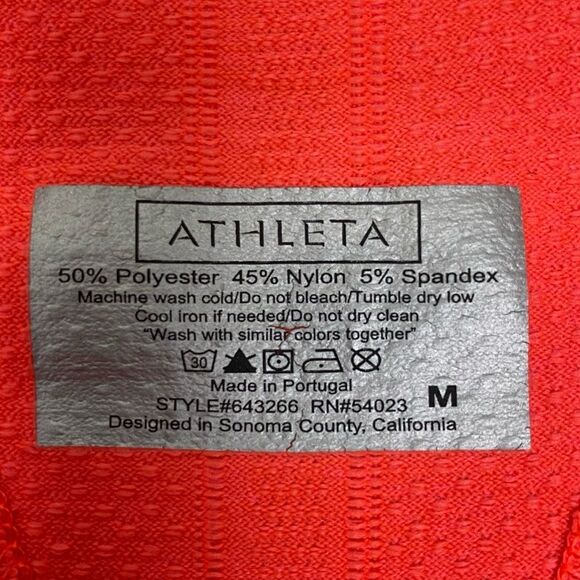 ATHLETA
50% Polyester 45% Nylon 5% Spandex
Machine wash cold/Do not bleach/Tumble dry low
Cool iron if needed/Do not dry clean
"Wash with similar colors together"
30
Made in Portugal
STYLE#643266 RN#54023 M
Designed in Sonoma County, California